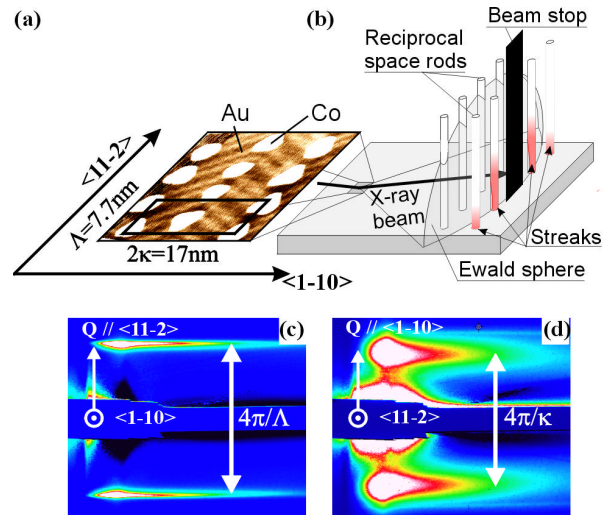 (a)
Au
Co
<11-2>
Λ=7.7nm
2κ=17nm
<1-10>
(b)
Beam stop
Reciprocal
space rods
X-ray
beam
Streaks
Ewald sphere
(c)
Q // <11-2>
<1-10>
4π/Λ
(d)
Q // <1-10>
<11-2>
4π/κ